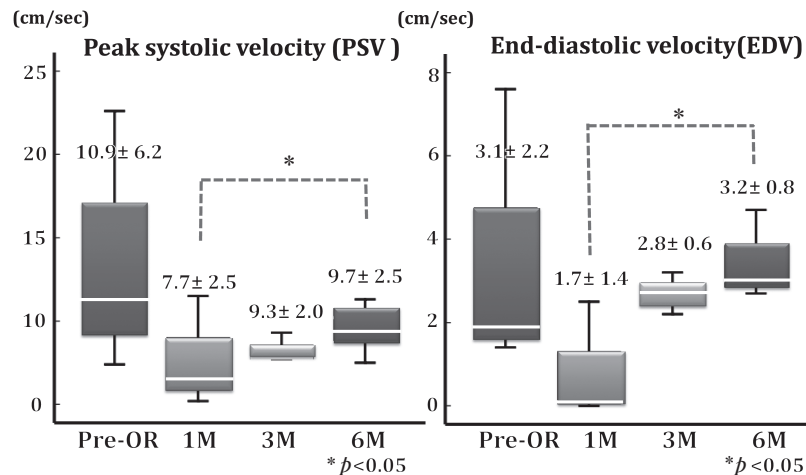 (cm/sec)
Peak systolic velocity (PSV )
25
20
15
10
0
10.9± 6.2
7.7± 2.5
9.3± 2.0
9.7± 2.5
*
Pre-OR 1M 3M 6M
* p<0.05
(cm/sec)
End-diastolic velocity(EDV)
8
6
4
2
0
3.1± 2.2
1.7± 1.4
2.8± 0.6
3.2± 0.8
*
Pre-OR 1M 3M 6M
*p<0.05